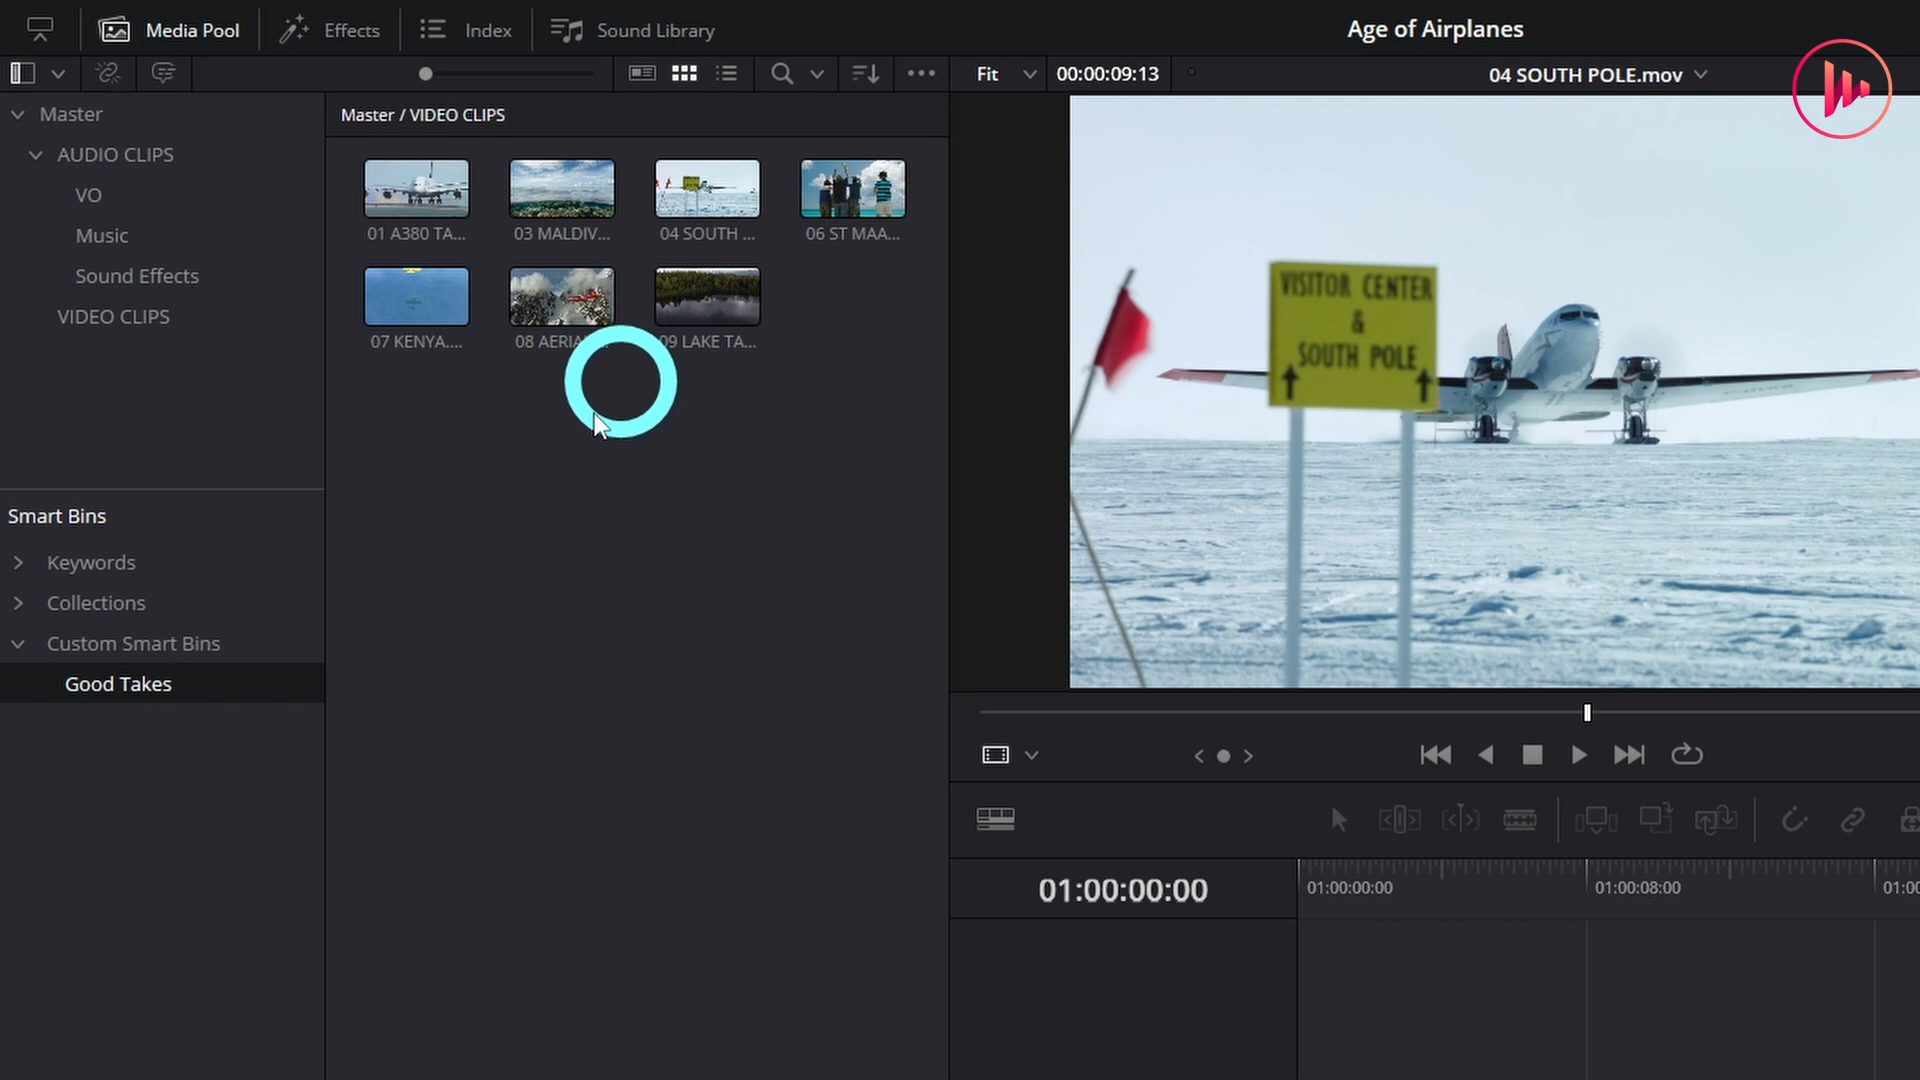 Media Pool
Effects
Index
Sound Library
Age of Airplanes
Fit
00:00:09:13
04 SOUTH POLE.mov
Master
AUDIO CLIPS
VO
Music
Sound Effects
VIDEO CLIPS
Master / VIDEO CLIPS
01 A380 TA...
03 MALDIV...
04 SOUTH ...
06 ST MAA...
07 KENYA....
08 AERIA
09 LAKE TA...
VISITOR CENTER
&
SOUTH POLE
Smart Bins
Keywords
Collections
Custom Smart Bins
Good Takes
01:00:00:00
01:00:00:00
01:00:08:00
01:00